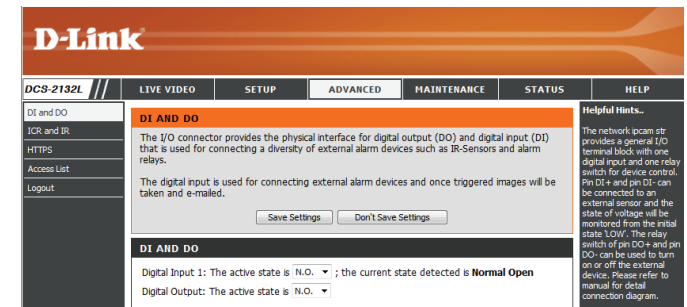 D-Link
DCS-2132L
LIVE VIDEO
SETUP
ADVANCED
MAINTENANCE
STATUS
HELP
DI and DO
ICR and IR
HTTPS
Access List
Logout
DI AND DO
The I/O connector provides the physical interface for digital output (DO) and digital input (DI)
that is used for connecting a diversity of external alarm devices such as IR-Sensors and alarm
relays.
The digital input is used for connecting external alarm devices and once triggered images will be
taken and e-mailed.
Save Settings
Don't Save Settings
DI AND DO
Digital Input 1: The active state is N.O. ; the current state detected is Normal Open
Digital Output: The active state is N.O.
Helpful Hints..
The network ipcam str
provides a general I/O
terminal block with one
digital input and one relay
switch for device control.
Pin DI+ and pin DI- can
be connected to an
external sensor and the
state of voltage will be
monitored from the initial
state 'LOW'. The relay
switch of pin DO+ and pin
DO- can be used to turn
on or off the external
device. Please refer to
manual for detail
connection diagram.